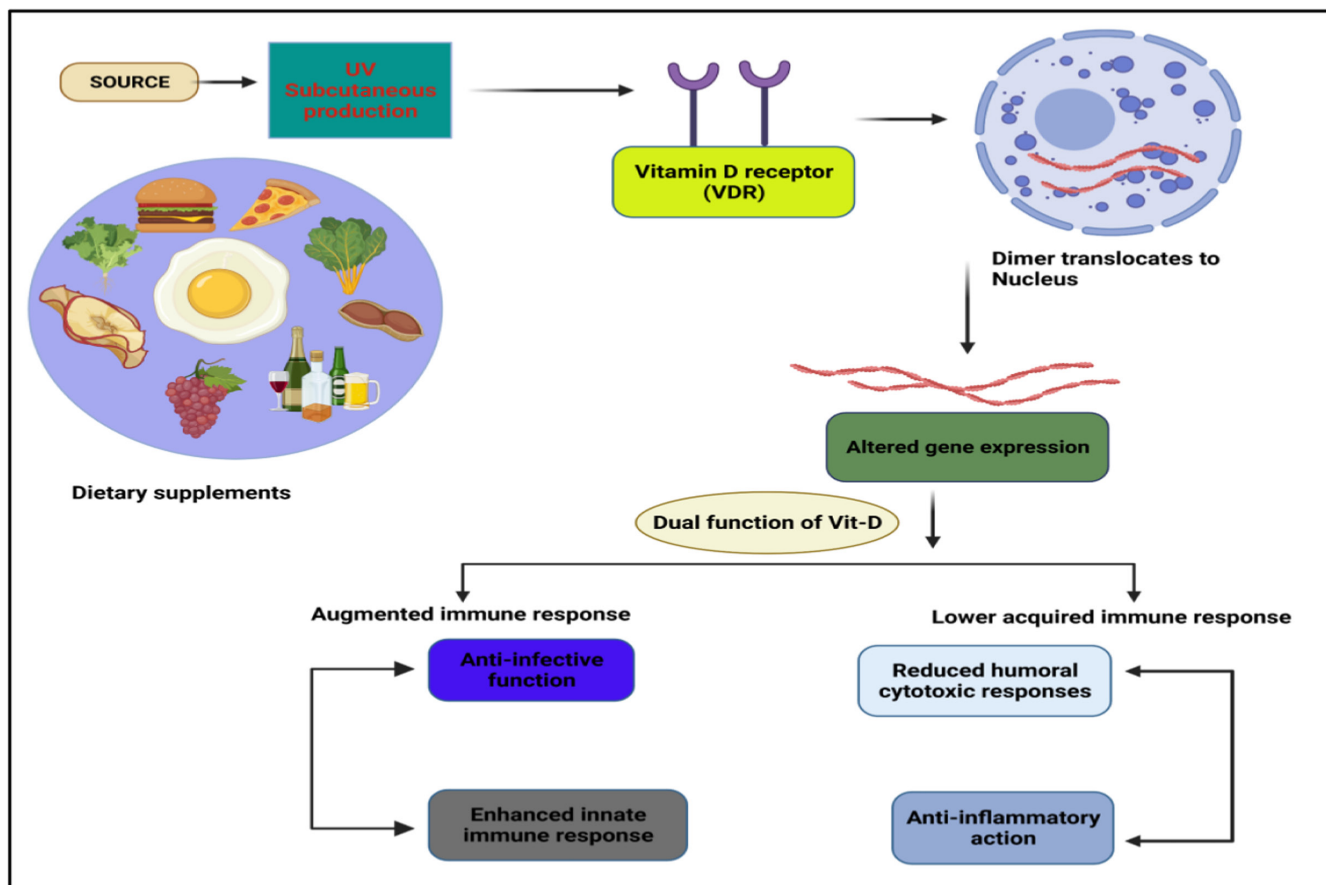 SOURCE
UV
Subcutaneous
production
Vitamin D receptor
(VDR)
Dimer translocates to
Nucleus
Dietary supplements
Altered gene expression
Dual function of Vit-D
Augmented immune response
Lower acquired immune response
Anti-infective
function
Reduced humoral
cytotoxic responses
Enhanced innate
immune response
Anti-inflammatory
action